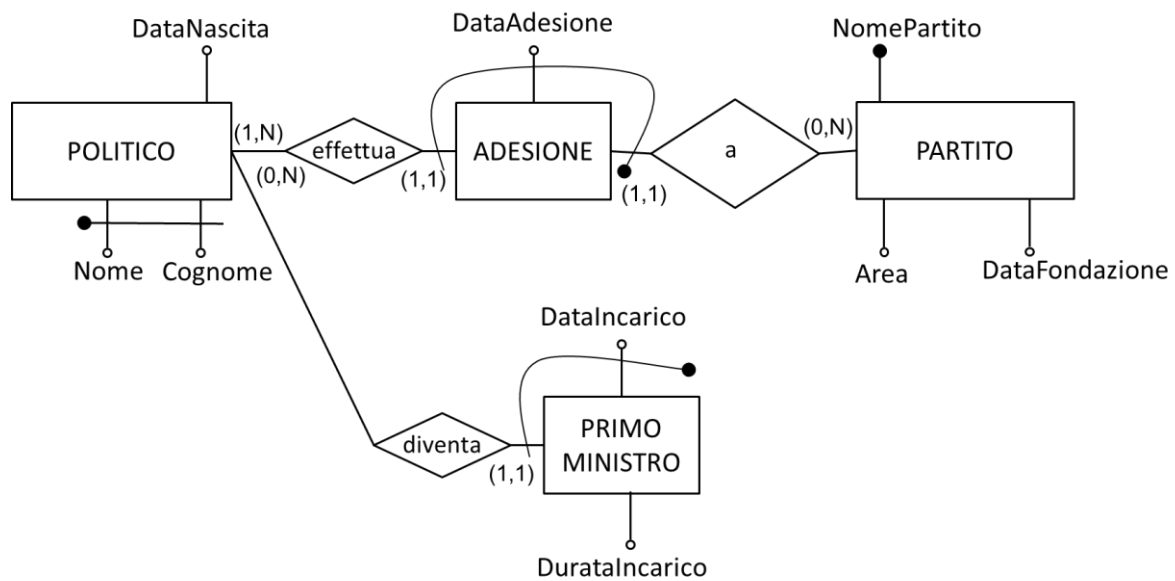 DataNascita
DataAdesione
NomePartito
POLITICO
(1,N)
(0,N)
effettua
(1,1)
ADESIONE
(1,1)
a
(0,N)
PARTITO
Nome
Cognome
Area
DataFondazione
DataIncarico
diventa
(1,1)
PRIMO
MINISTRO
DurataIncarico